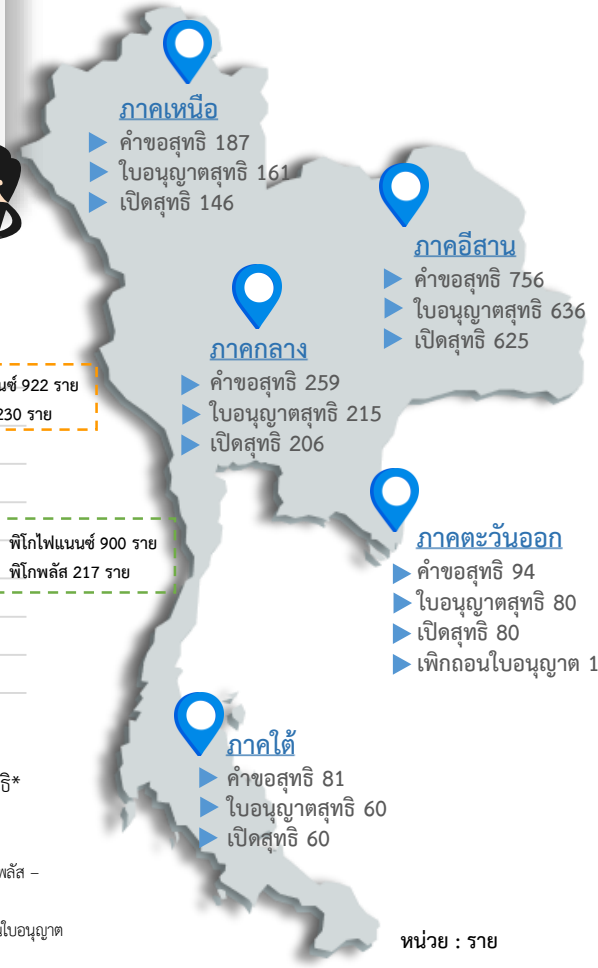 ภาคเหนือ
คำขอสุทธิ 187
ใบอนุญาตสุทธิ 161
เปิดสุทธิ 146
ภาคอีสาน
คำขอสุทธิ 756
ใบอนุญาตสุทธิ 636
เปิดสุทธิ 625
ภาคกลาง
คำขอสุทธิ 259
ใบอนุญาตสุทธิ 215
เปิดสุทธิ 206
922 ราย
230 ราย
พิโกไฟแนนซ์ 900 ราย
พิโกพลัส 217 ราย
ภาคตะวันออก
คำขอสุทธิ 94
ใบอนุญาตสุทธิ 80
เปิดสุทธิ 80
เพิกถอนใบอนุญาต 1
ภาคใต้
คำขอสุทธิ 81
ใบอนุญาตสุทธิ 60
เปิดสุทธิ 60
พลัส –
ใบอนุญาต
หน่วย : ราย